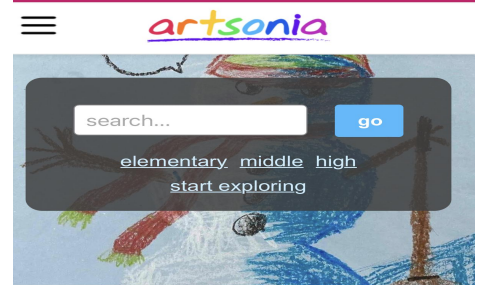 artsonia
search...
go
elementary middle high
start exploring